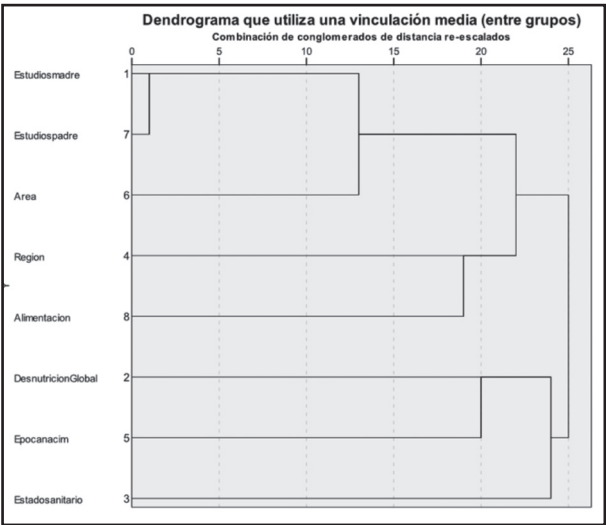 Dendrograma que utiliza una vinculación media (entre grupos)
Combinación de conglomerados de distancia re-escalados
0 5 10 15 20 25
Estudiosmadre 1
Estudiospadre 7
Area 6
Region 4
Alimentacion 8
DesnutricionGlobal 2
Epocanacim 5
Estadosanitario 3